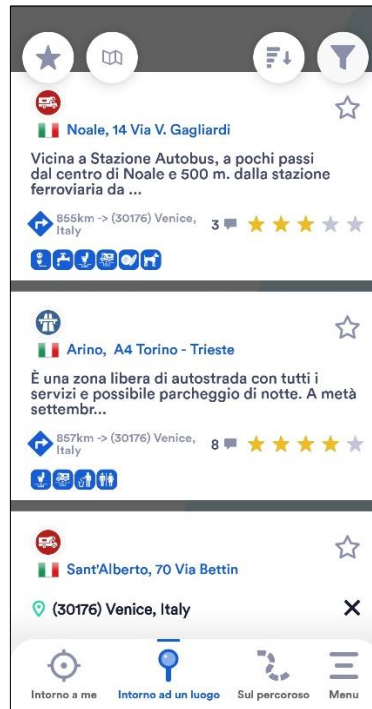 Noale, 14 Via V. Gagliardi
Vicina a Stazione Autobus, a pochi passi
dal centro di Noale e 500 m. dalla stazione
ferroviaria da ...
855km -> (30176) Venice,
Italy
3
Arino, A4 Torino - Trieste
È una zona libera di autostrada con tutti i
servizi e possibile parcheggio di notte. A metà
settembr...
857km -> (30176) Venice,
Italy
8
Sant'Alberto, 70 Via Bettin
(30176) Venice, Italy
Intorno a me
Intorno ad un luogo
Sul percoroso
Menu